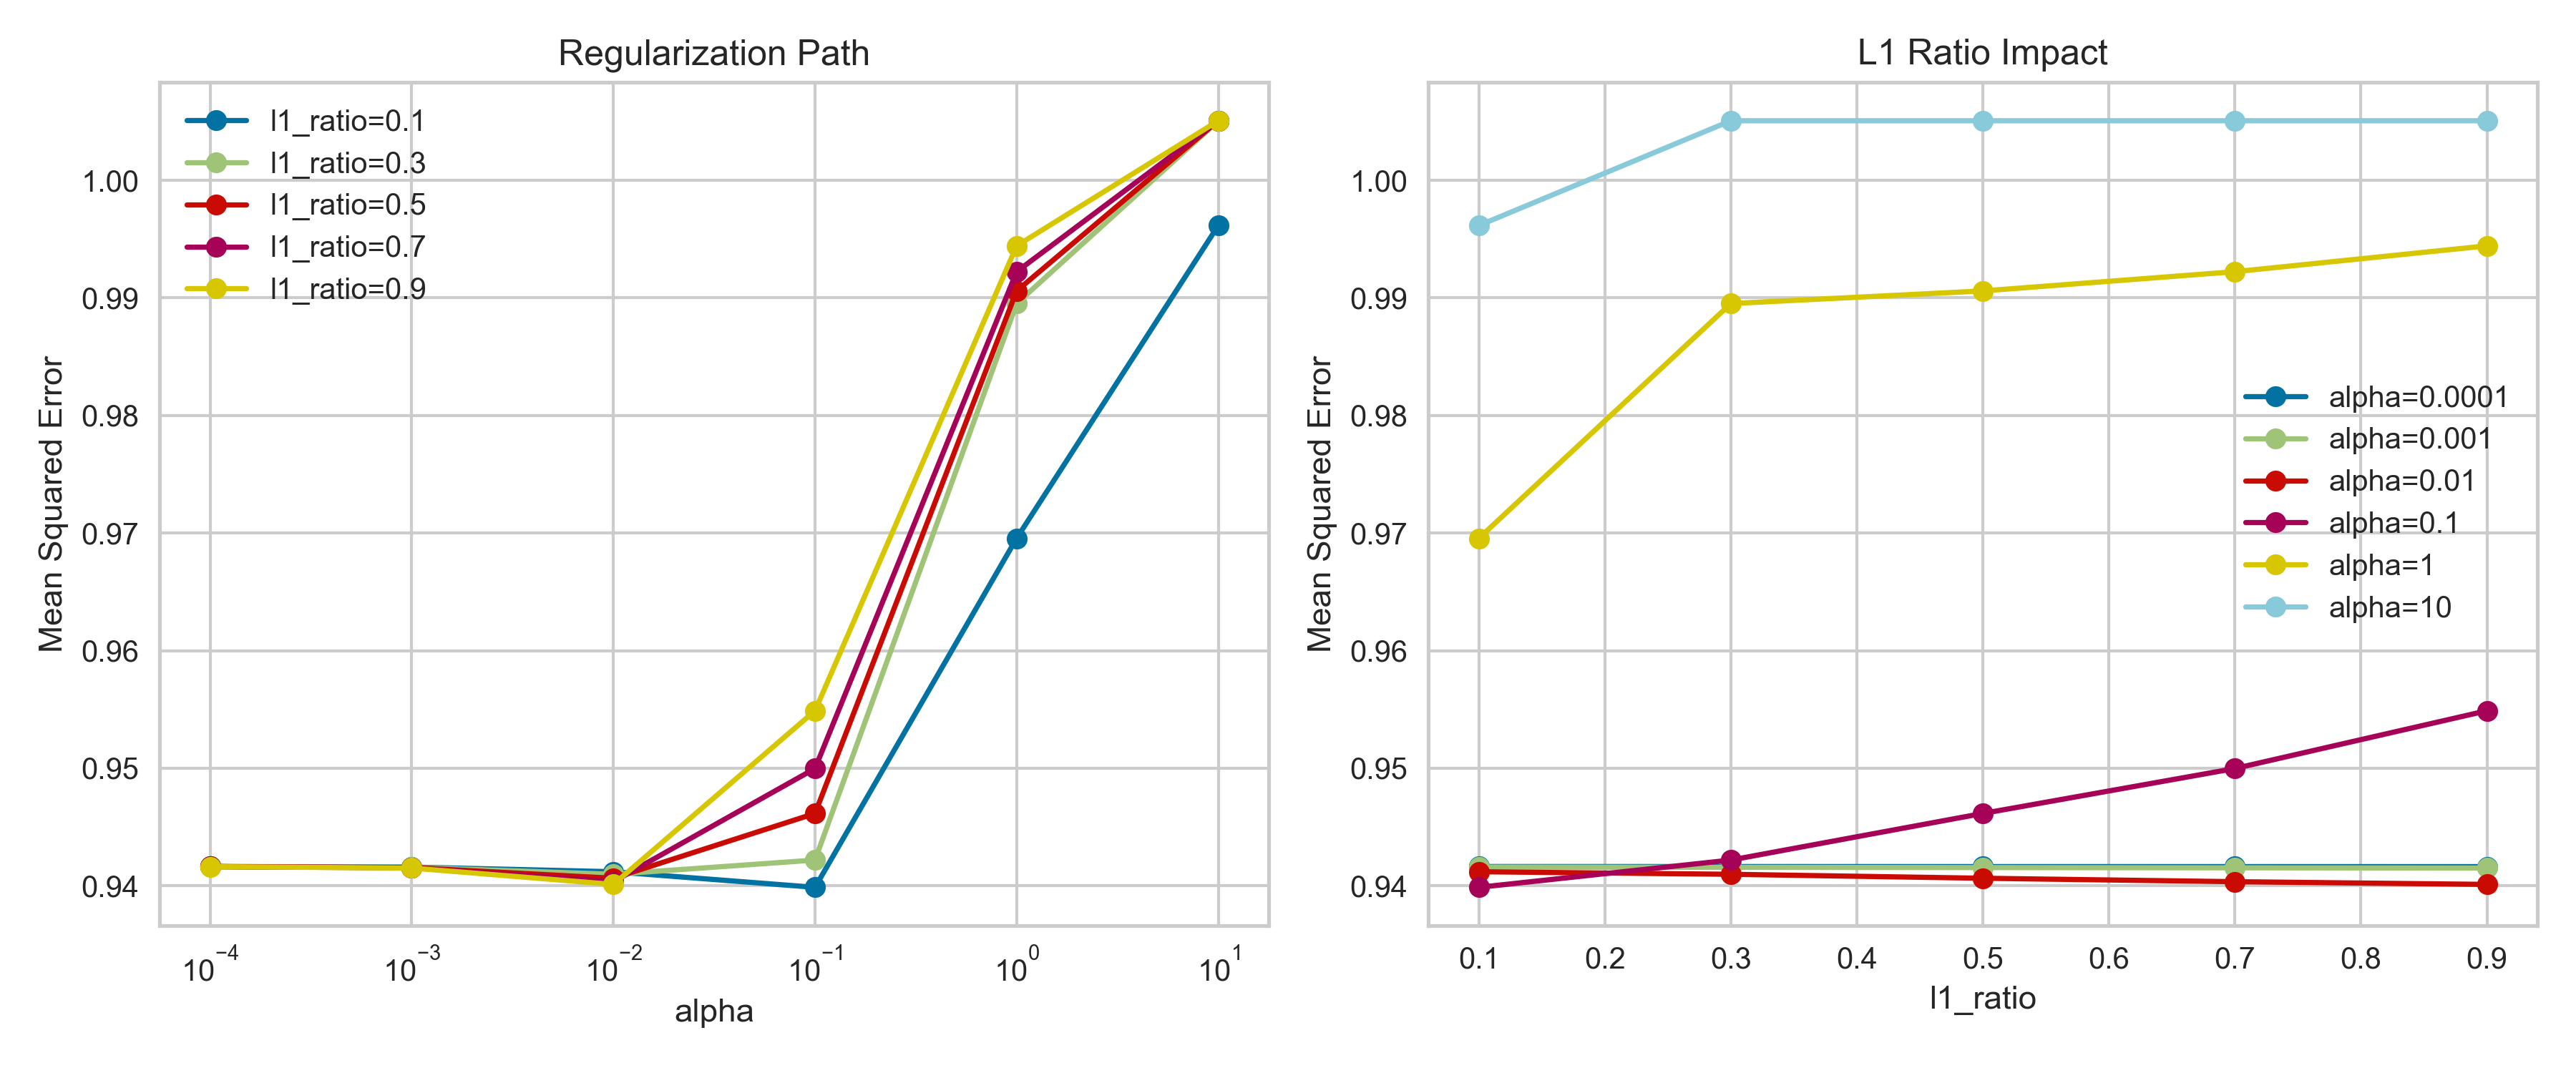 Regularization Path
l1_ratio=0.1
l1_ratio=0.3
l1_ratio=0.5
l1_ratio=0.7
l1_ratio=0.9
Mean Squared Error
1.00
0.99
0.98
0.97
0.96
0.95
0.94
10⁻⁴ 10⁻³ 10⁻² 10⁻¹ 10⁰ 10¹
alpha
L1 Ratio Impact
Mean Squared Error
1.00
0.99
0.98
0.97
0.96
0.95
0.94
alpha=0.0001
alpha=0.001
alpha=0.01
alpha=0.1
alpha=1
alpha=10
0.1 0.2 0.3 0.4 0.5 0.6 0.7 0.8 0.9
l1_ratio